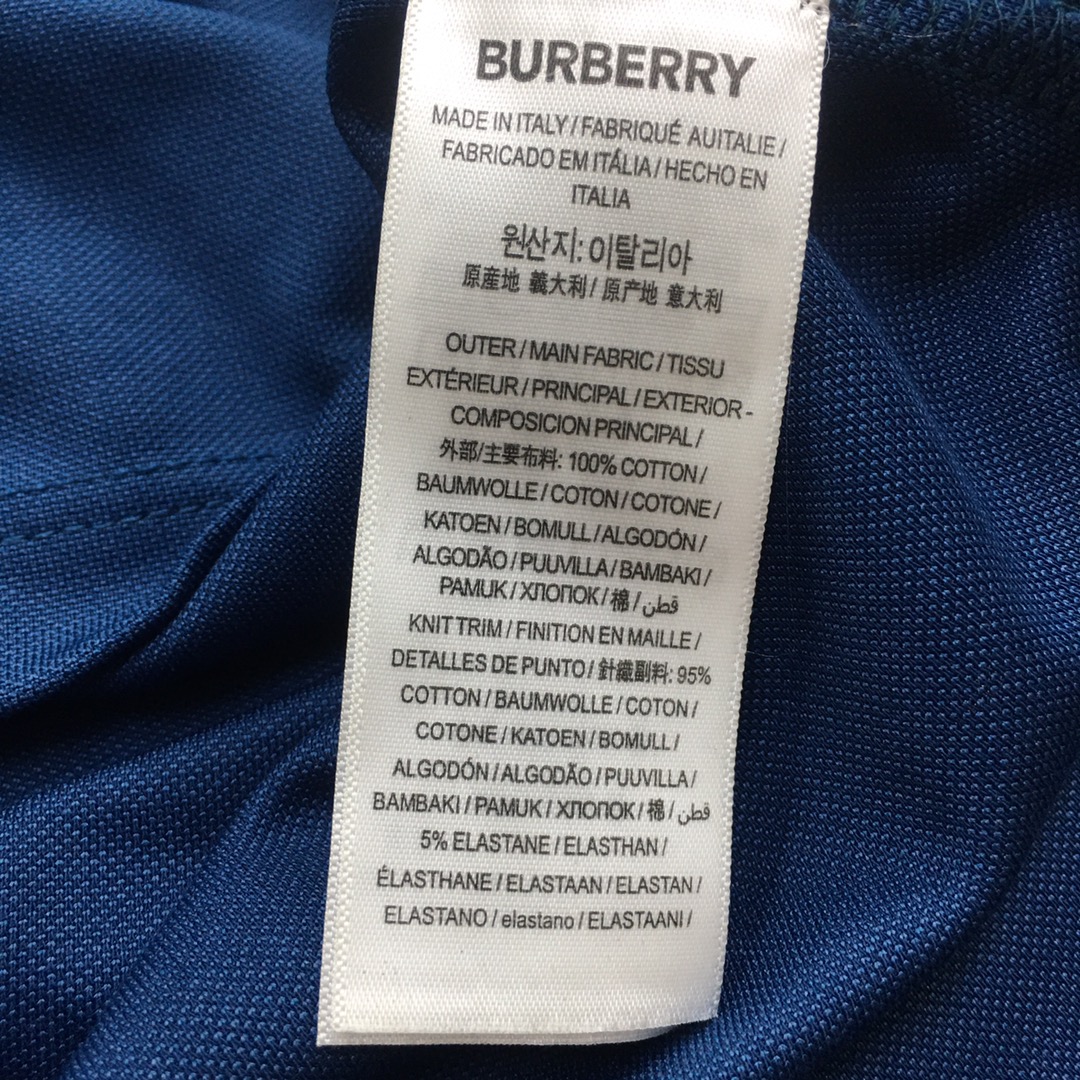 BURBERRY
MADE IN ITALY / FABRIQUÉ AUITALIE /
FABRICADO EM ITÁLIA / HECHO EN
ITALIA
원산지: 이탈리아
原産地 義大利 / 原产地 意大利
OUTER / MAIN FABRIC / TISSU
EXTÉRIEUR / PRINCIPAL / EXTERIOR -
COMPOSICION PRINCIPAL /
外部/主要布料: 100% COTTON /
BAUMWOLLE / COTON / COTONE /
KATOEN / BOMULL / ALGODÓN /
ALGODÃO / PUUVILLA / BAMBAKI /
PAMUK / ХЛОПОК / 棉 / قطن
KNIT TRIM / FINITION EN MAILLE /
DETALLES DE PUNTO / 針織副料: 95%
COTTON / BAUMWOLLE / COTON /
COTONE / KATOEN / BOMULL /
ALGODÓN / ALGODÃO / PUUVILLA /
BAMBAKI / PAMUK / ХЛОПОК / 棉 / قطن
5% ELASTANE / ELASTHAN /
ÉLASTHANE / ELASTAAN / ELASTAN /
ELASTANO / elastano / ELASTAANI /